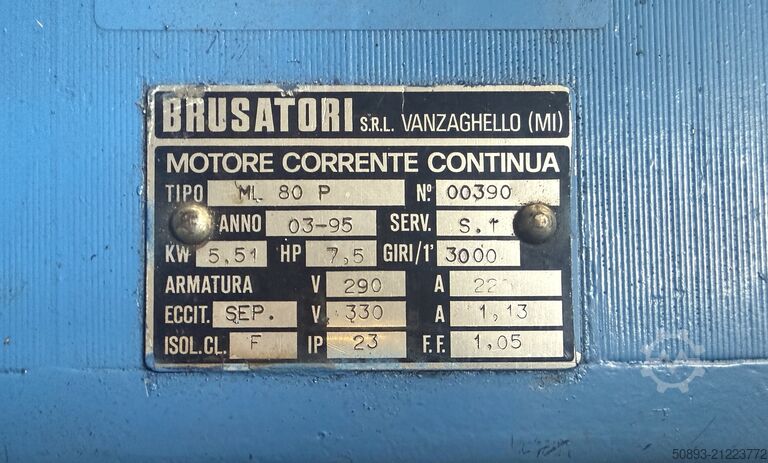 BRUSATORI S.R.L. VANZAGHELLO (MI)
MOTORE CORRENTE CONTINUA
TIPO ML 80 P N° 00390
ANNO 03-95 SERV. S.1
KW 5,51 HP 7,5 GIRI/1' 3000
ARMATURA V 290 A
ECCIT. SEP. V 330 A 1,13
ISOL.CL. F IP 23 F.F. 1,05
50893-21223772